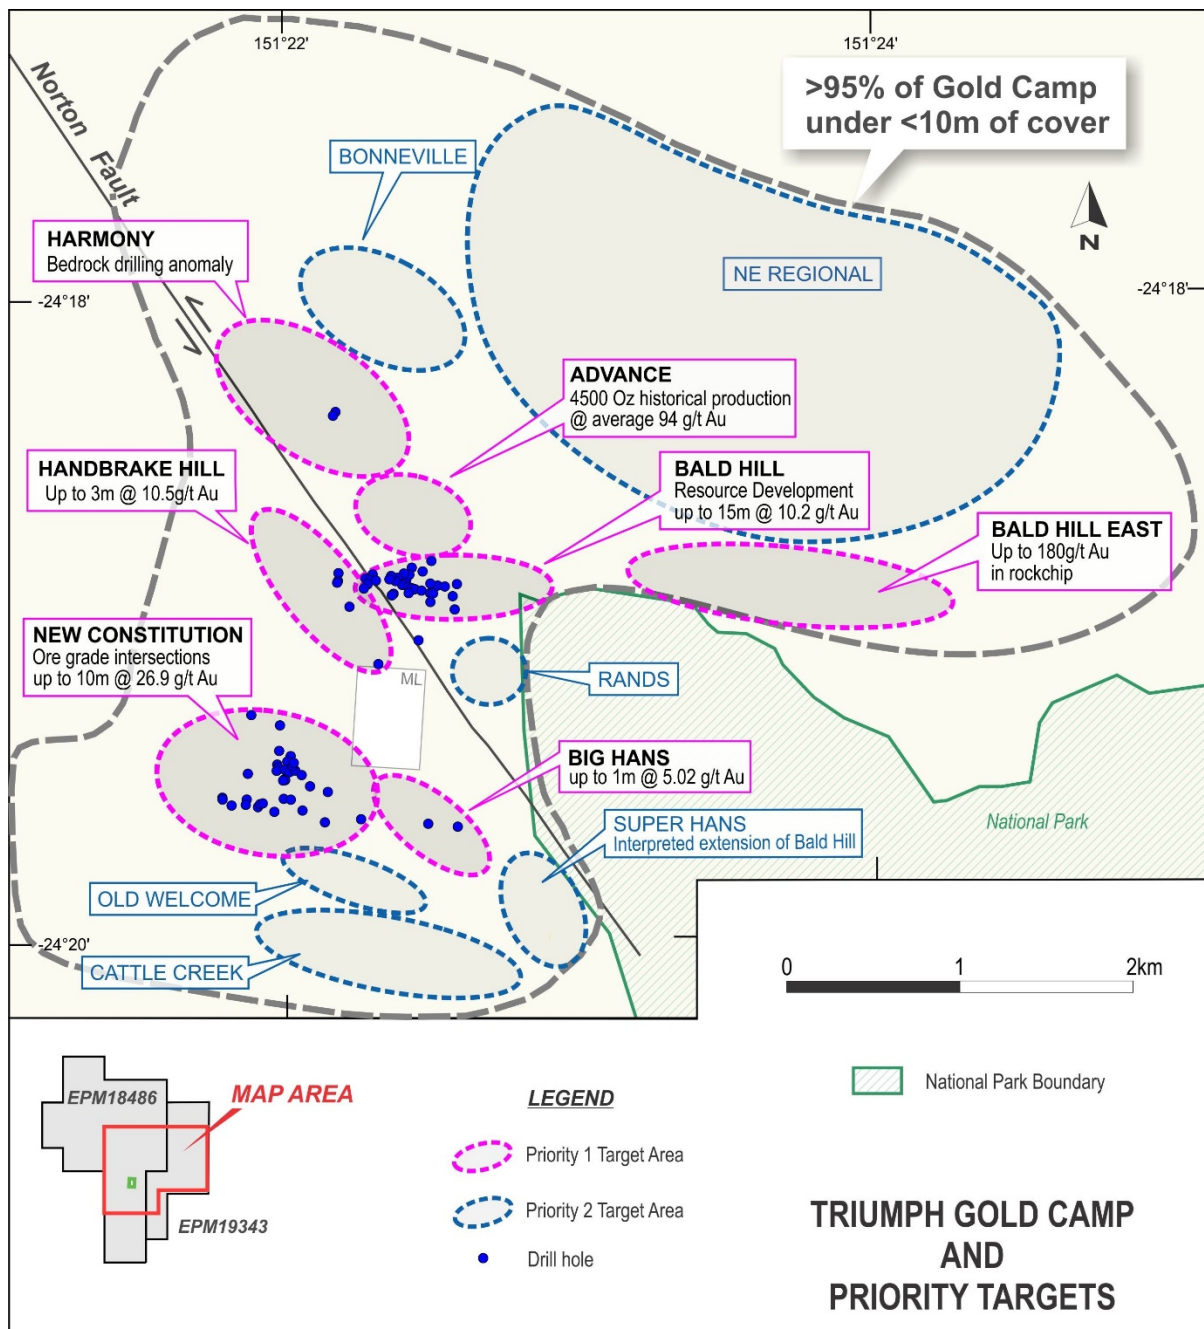 151°22'
151°24'
Norton Fault
>95% of Gold Camp
under <10m of cover
BONNEVILLE
N
HARMONY
Bedrock drilling anomaly
NE REGIONAL
-24°18'
-24°18'
ADVANCE
4500 Oz historical production
@ average 94 g/t Au
HANDBRAKE HILL
Up to 3m @ 10.5g/t Au
BALD HILL
Resource Development
up to 15m @ 10.2 g/t Au
BALD HILL EAST
Up to 180g/t Au
in rockchip
NEW CONSTITUTION
Ore grade intersections
up to 10m @ 26.9 g/t Au
ML
RANDS
BIG HANS
up to 1m @ 5.02 g/t Au
National Park
SUPER HANS
Interpreted extension of Bald Hill
OLD WELCOME
-24°20'
CATTLE CREEK
0 1 2km
EPM18486
MAP AREA
EPM19343
LEGEND
Priority 1 Target Area
Priority 2 Target Area
Drill hole
National Park Boundary
TRIUMPH GOLD CAMP
AND
PRIORITY TARGETS